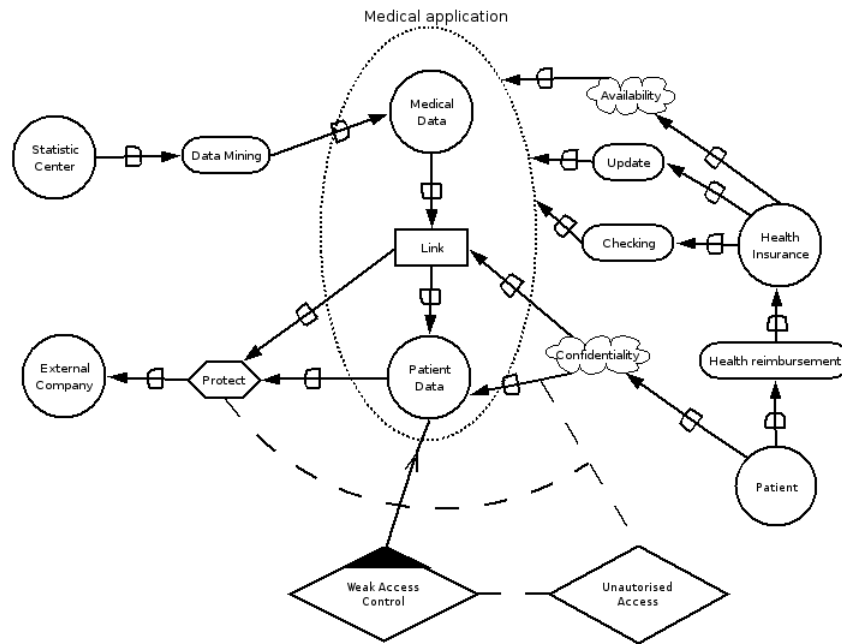 Medical application
Availability
Medical
Data
Statistic
Center
Data Mining
Update
Checking
Health
Insurance
Link
External
Company
Protect
Patient
Data
Confidentiality
Health reimbursement
Patient
Weak Access
Control
Unautorised
Access